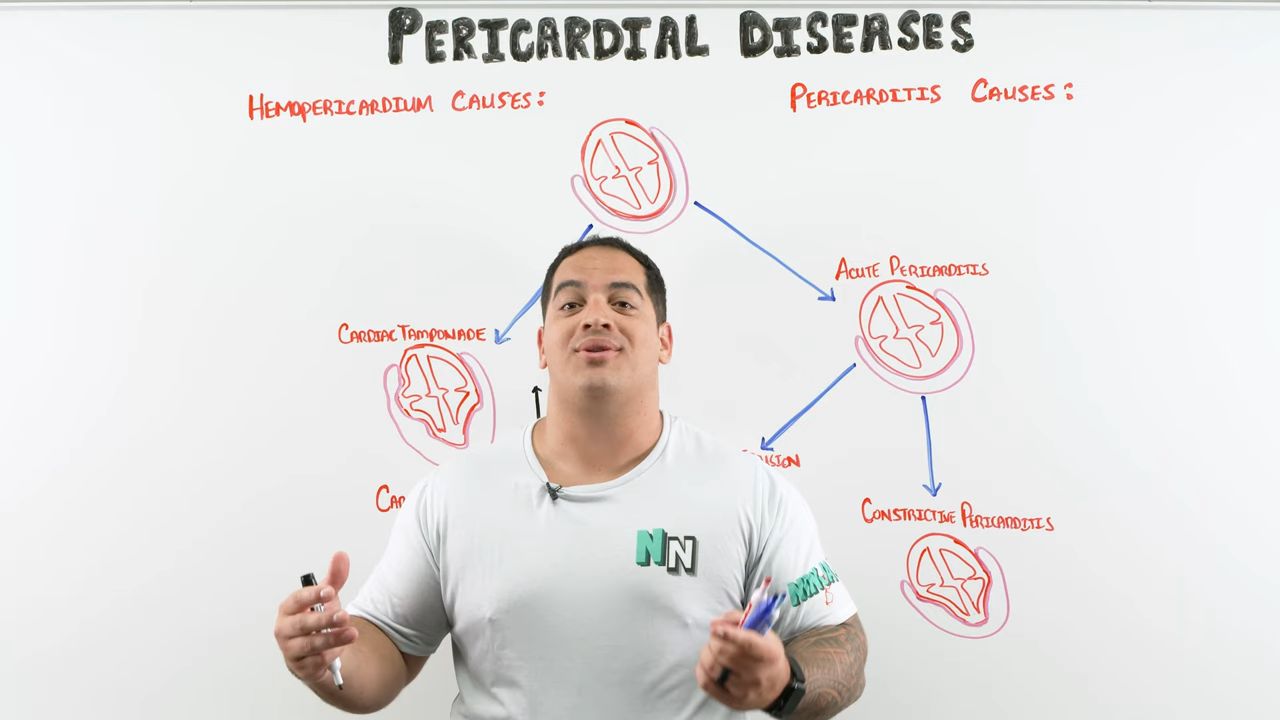 PERICARDIAL DISEASES
HEMOPERICARDIUM CAUSES:
PERICARDITIS CAUSES:
ACUTE PERICARDITIS
CARDIAC TAMPONADE
CONSTRICTIVE PERICARDITIS
NN